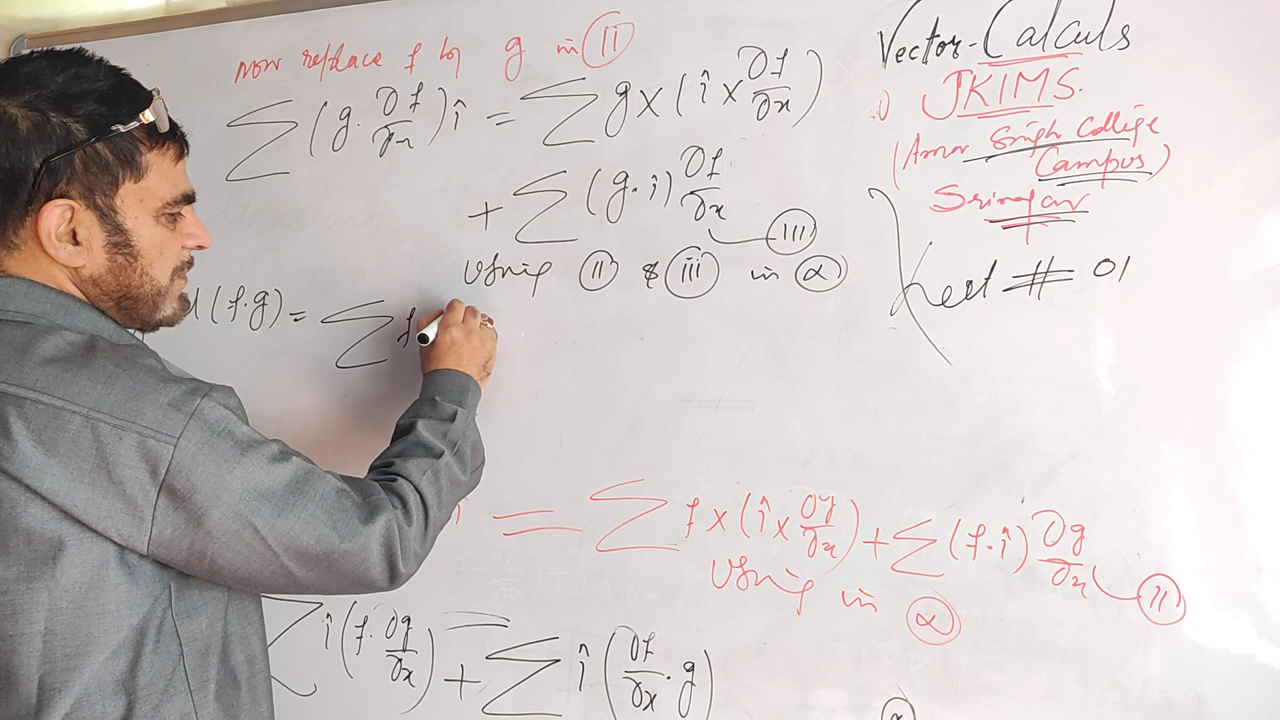 now replace f by g in (II)
∑(g.∂f/∂x)î = ∑g×(î×∂f/∂x)
+ ∑(g.î)∂f/∂x (III)
Using (II) & (iii) in (α)
(f.g) = ∑f
Vector-Calculs
JKIMS.
(Amar Singh College
Campus)
Srinagar
Lect # 01
î = ∑f×(î×∂g/∂x) + ∑(f.î)∂g/∂x (II)
Using in (α)
∑î(f.∂g/∂x) + ∑î(∂f/∂x.g)